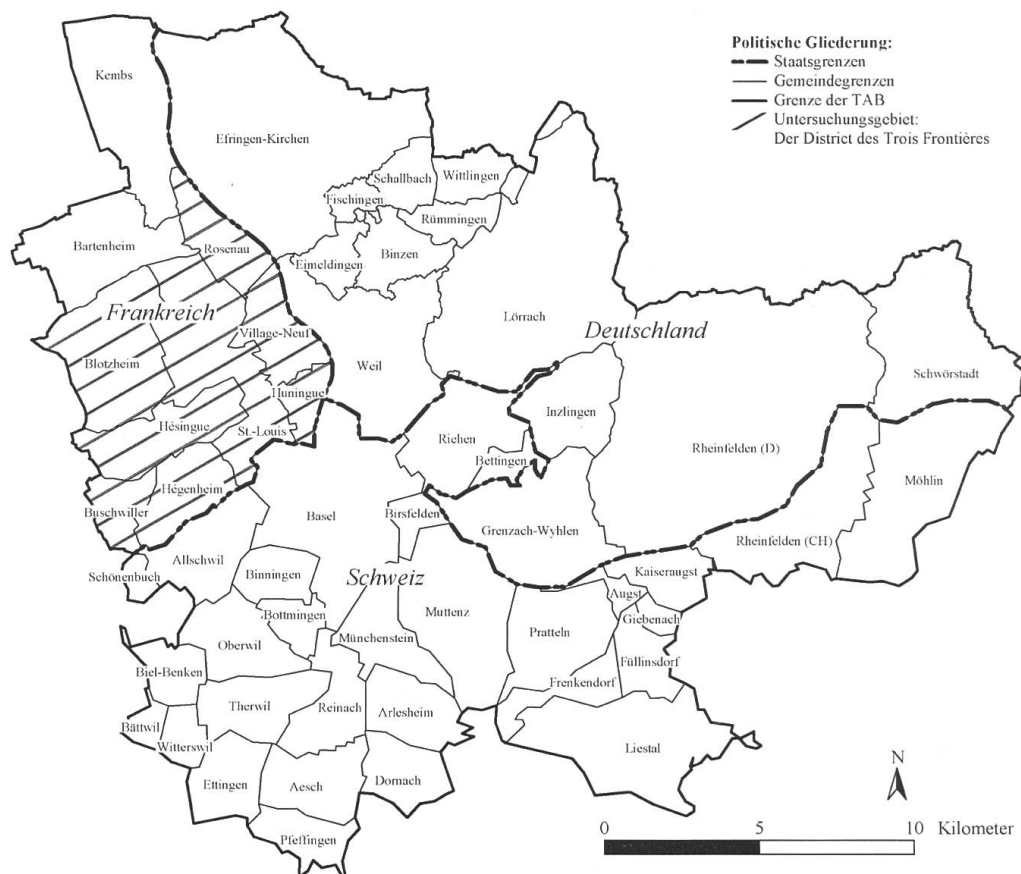 Politische Gliederung:
Staatsgrenzen
Gemeindegrenzen
Grenze der TAB
Untersuchungsgebiet:
Der District des Trois Frontières
Kembs
Efringen-Kirchen
Schallbach
Wittlingen
Fischingen
Rümmingen
Bartenheim
Rosenau
Eimeldingen
Binzen
Frankreich
Lörrach
Deutschland
Village-Neuf
Blotzheim
Weil
Schwörstadt
Huningue
Inzlingen
Hésingue
St.-Louis
Riehen
Rheinfelden (D)
Bettingen
Hégenheim
Möhlin
Buschwiller
Basel
Birsfelden
Grenzach-Wyhlen
Rheinfelden (CH)
Allschwil
Schönenbuch
Binningen
Schweiz
Kaiseraugst
Augst
Bottmingen
Muttenz
Giebenach
Oberwil
Münchenstein
Pratteln
Biel-Benken
Füllinsdorf
Frenkendorf
Therwil
Reinach
Arlesheim
Bättwil
Witterswil
Liestal
Ettingen
Aesch
Dornach
Pfeffingen
N
0 5 10 Kilometer